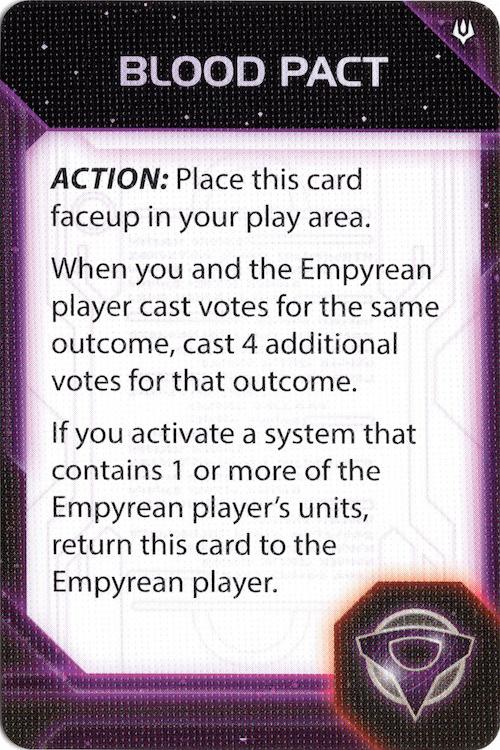 BLOOD PACT
ACTION: Place this card
faceup in your play area.
When you and the Empyrean
player cast votes for the same
outcome, cast 4 additional
votes for that outcome.
If you activate a system that
contains 1 or more of the
Empyrean player's units,
return this card to the
Empyrean player.